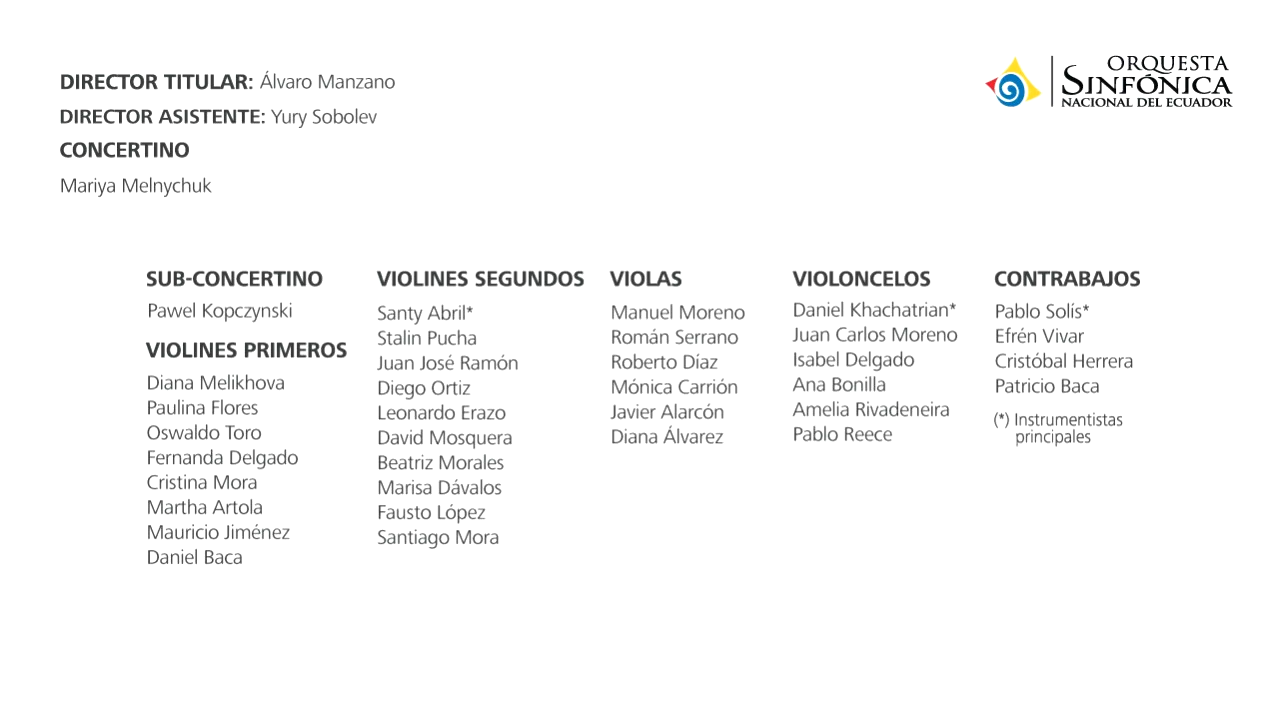 DIRECTOR TITULAR: Álvaro Manzano
DIRECTOR ASISTENTE: Yury Sobolev
CONCERTINO
Mariya Melnychuk
ORQUESTA
SINFÓNICA
NACIONAL DEL ECUADOR
SUB-CONCERTINO
Pawel Kopczynski
VIOLINES PRIMEROS
Diana Melikhova
Paulina Flores
Oswaldo Toro
Fernanda Delgado
Cristina Mora
Martha Artola
Mauricio Jiménez
Daniel Baca
VIOLINES SEGUNDOS
Santy Abril*
Stalin Pucha
Juan José Ramón
Diego Ortiz
Leonardo Erazo
David Mosquera
Beatriz Morales
Marisa Dávalos
Fausto López
Santiago Mora
VIOLAS
Manuel Moreno
Román Serrano
Roberto Díaz
Mónica Carrión
Javier Alarcón
Diana Álvarez
VIOLONCELOS
Daniel Khachatrian*
Juan Carlos Moreno
Isabel Delgado
Ana Bonilla
Amelia Rivadeneira
Pablo Reece
CONTRABAJOS
Pablo Solís*
Efrén Vivar
Cristóbal Herrera
Patricio Baca
(*) Instrumentistas
principales